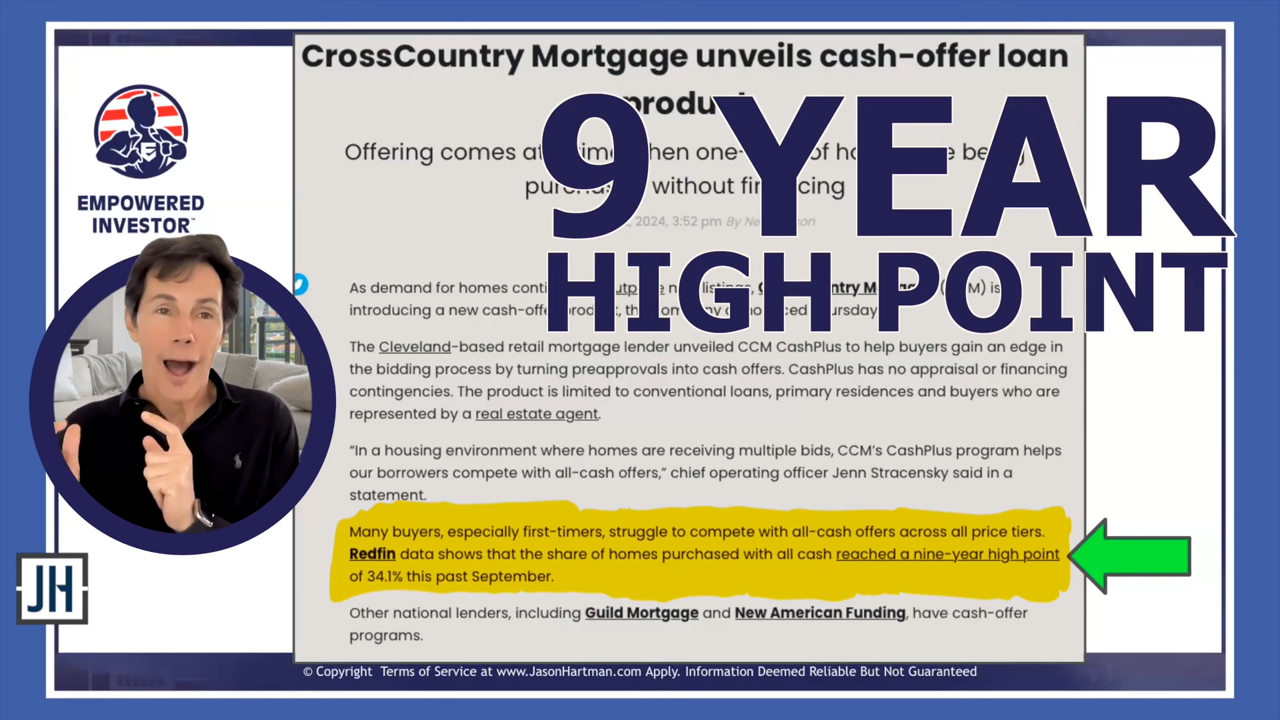 CrossCountry Mortgage unveils cash-offer loan
9 YEAR
HIGH POINT
Offering comes at
without financing
2024, 3:52 pm By
EMPOWERED
INVESTOR™
As demand for homes
introducing a new
The Cleveland-based retail mortgage lender unveiled CCM CashPlus to help buyers gain an edge in
the bidding process by turning preapprovals into cash offers. CashPlus has no appraisal or financing
contingencies. The product is limited to conventional loans, primary residences and buyers who are
represented by a real estate agent.
“In a housing environment where homes are receiving multiple bids, CCM’s CashPlus program helps
our borrowers compete with all-cash offers,” chief operating officer Jenn Stracensky said in a
statement.
Many buyers, especially first-timers, struggle to compete with all-cash offers across all price tiers.
Redfin data shows that the share of homes purchased with all cash reached a nine-year high point
of 34.1% this past September.
Other national lenders, including Guild Mortgage and New American Funding, have cash-offer
programs.
JH
© Copyright Terms of Service at www.JasonHartman.com Apply. Information Deemed Reliable But Not Guaranteed